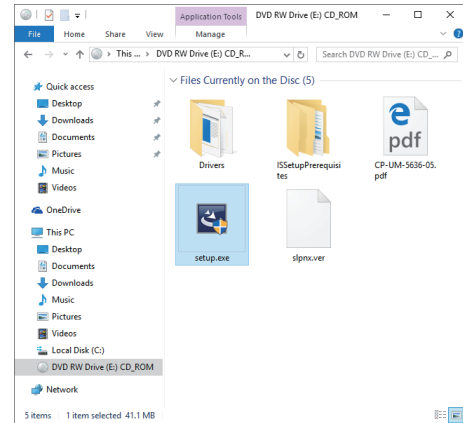 Application Tools
DVD RW Drive (E:) CD_ROM
File
Home
Share
View
Manage
This ...
DVD RW Drive (E:) CD_R...
Search DVD RW Drive (E:) CD_...
Quick access
Desktop
Downloads
Documents
Pictures
Music
Videos
OneDrive
This PC
Desktop
Documents
Downloads
Music
Pictures
Videos
Local Disk (C:)
DVD RW Drive (E:) CD_ROM
Network
Files Currently on the Disc (5)
Drivers
ISSetupPrerequisi
tes
pdf
CP-UM-5636-05.
pdf
setup.exe
slpnx.ver
5 items
1 item selected 41.1 MB